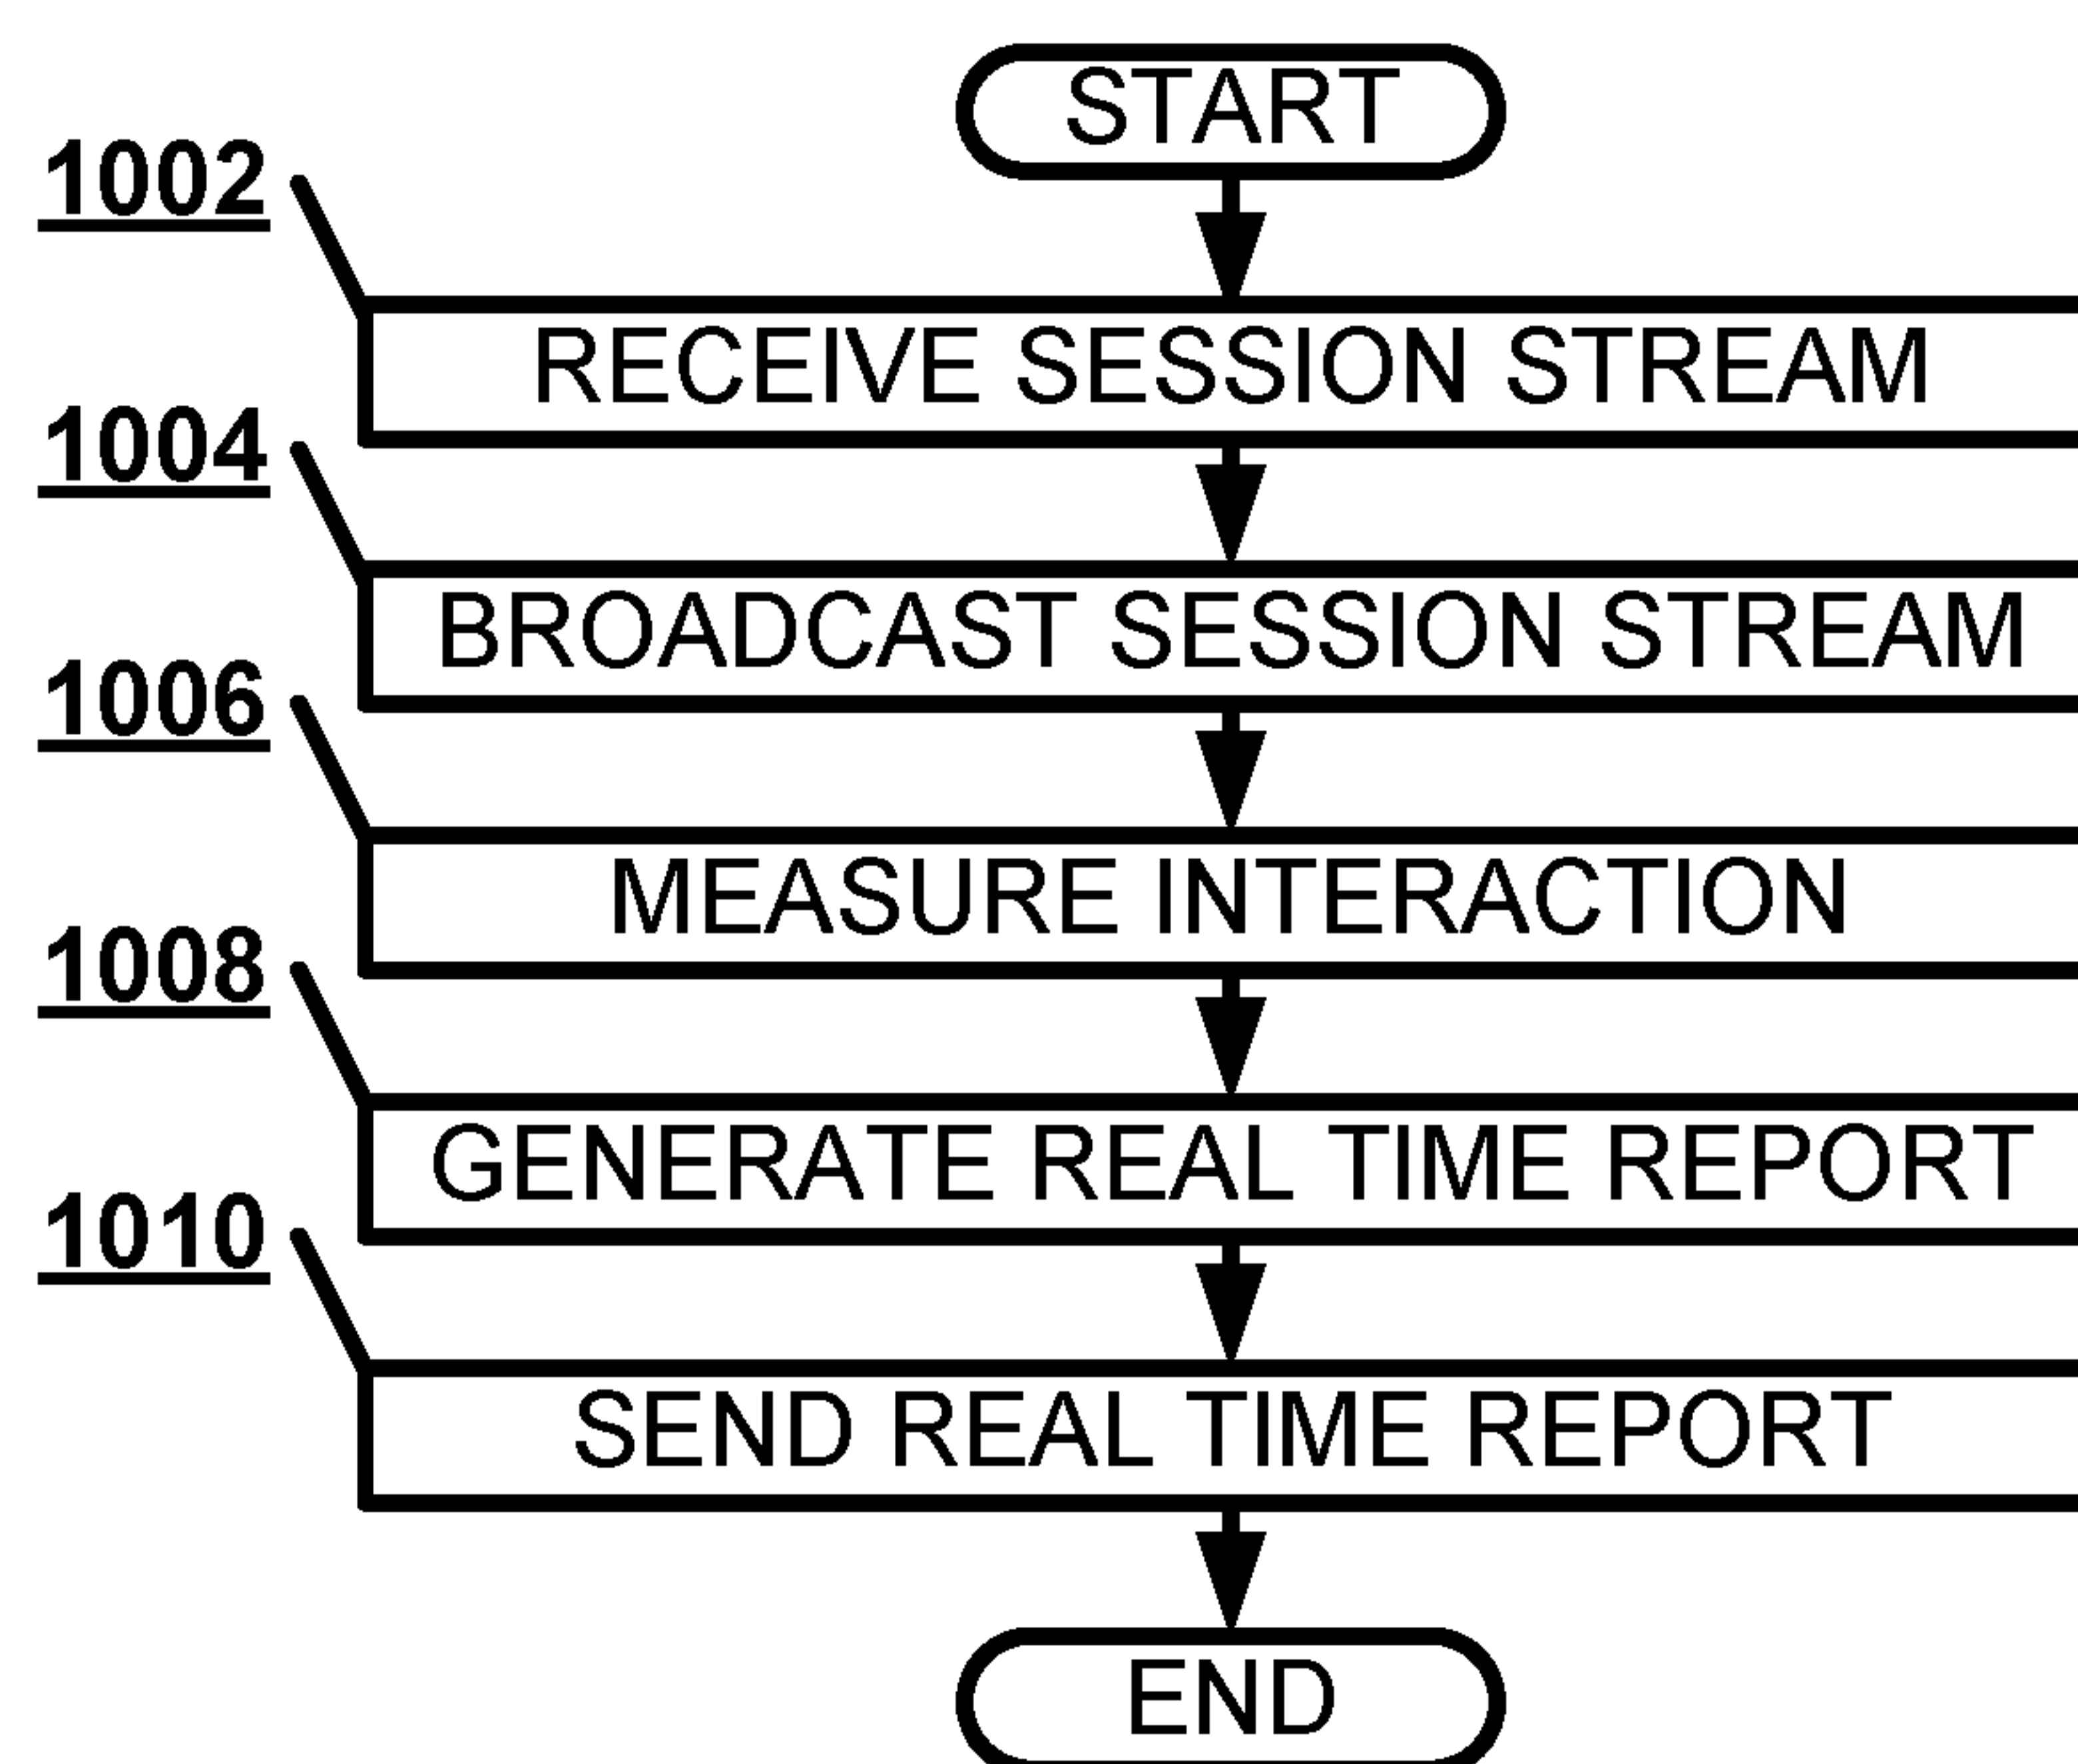 START
1002
RECEIVE SESSION STREAM
1004
BROADCAST SESSION STREAM
1006
MEASURE INTERACTION
1008
GENERATE REAL TIME REPORT
1010
SEND REAL TIME REPORT
END